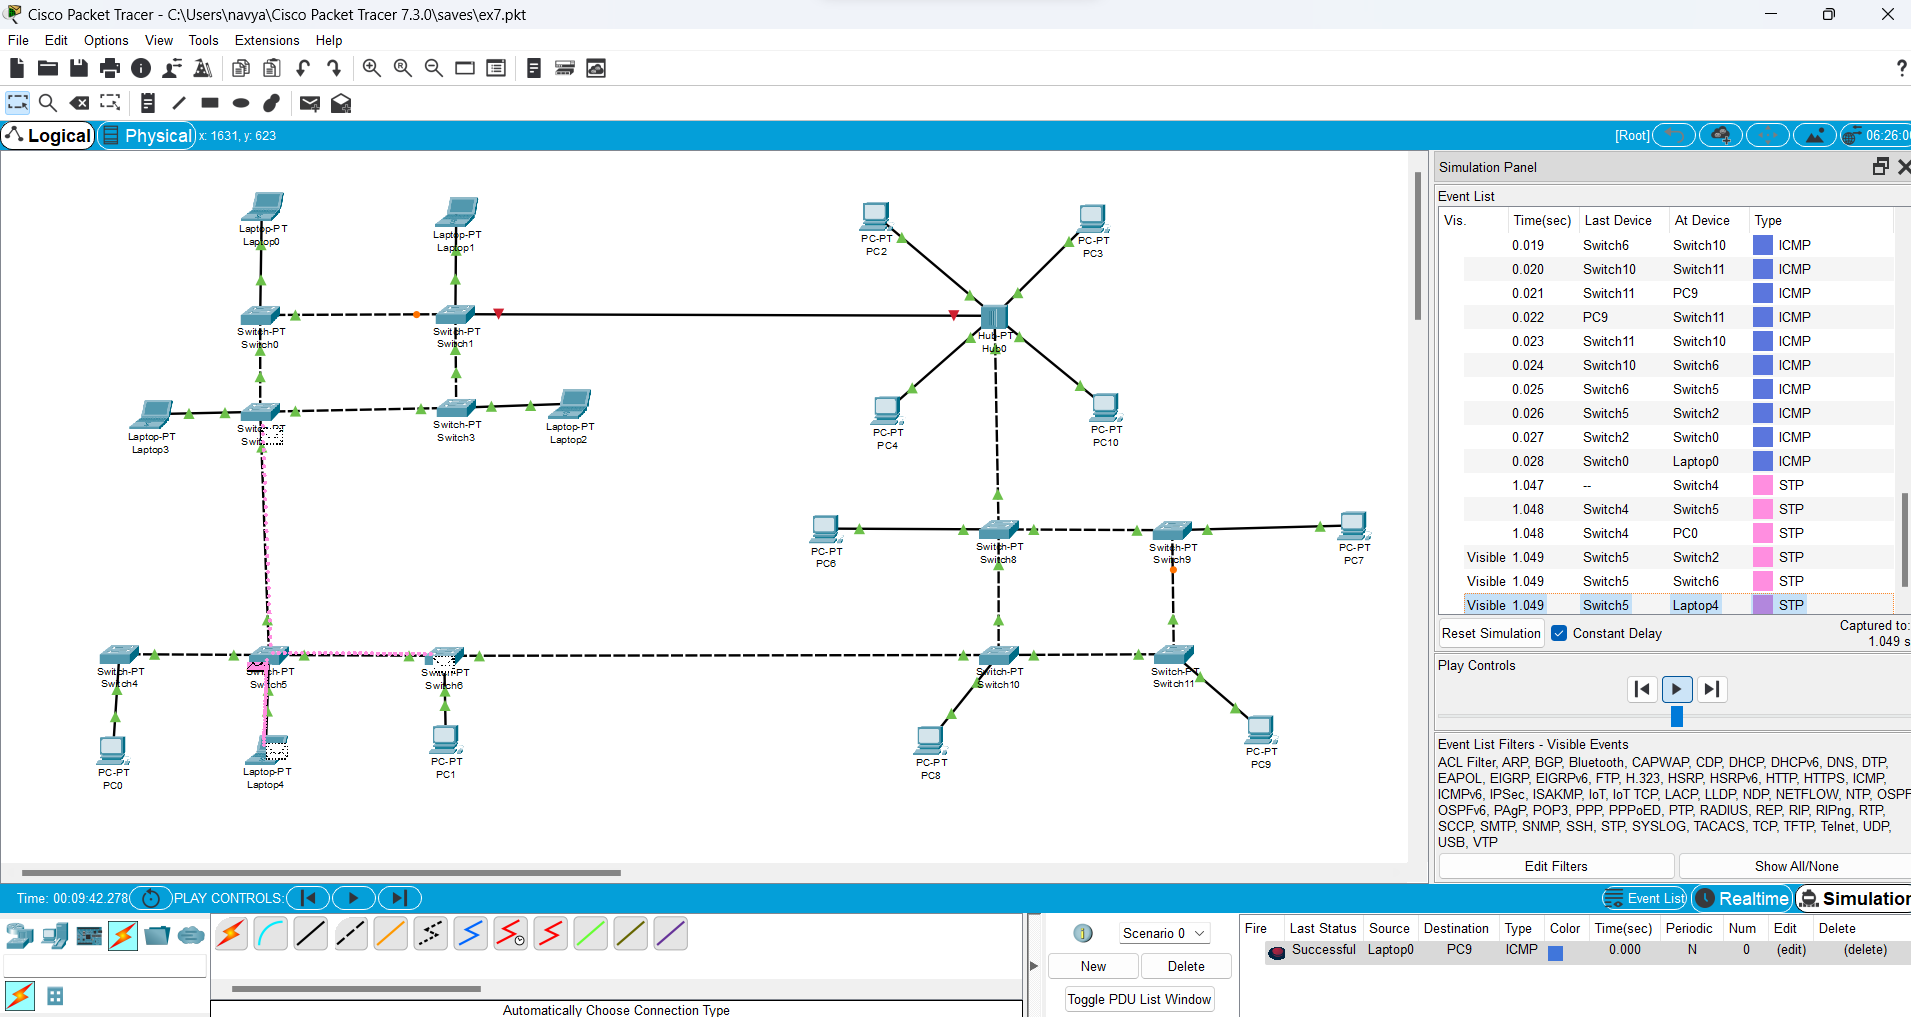 Cisco Packet Tracer - C:\Users\navya\Cisco Packet Tracer 7.3.0\saves\ex7.pkt
File Edit Options View Tools Extensions Help
?
Logical Physical x: 1631, y: 623 [Root] 06:26:0
Simulation Panel
Event List
Vis. Time(sec) Last Device At Device Type
0.019 Switch6 Switch10 ICMP
0.020 Switch10 Switch11 ICMP
0.021 Switch11 PC9 ICMP
0.022 PC9 Switch11 ICMP
0.023 Switch11 Switch10 ICMP
0.024 Switch10 Switch6 ICMP
0.025 Switch6 Switch5 ICMP
0.026 Switch5 Switch2 ICMP
0.027 Switch2 Switch0 ICMP
0.028 Switch0 Laptop0 ICMP
1.047 -- Switch4 STP
1.048 Switch4 Switch5 STP
1.048 Switch4 PC0 STP
Visible 1.049 Switch5 Switch2 STP
Visible 1.049 Switch5 Switch6 STP
Visible 1.049 Switch5 Laptop4 STP
Reset Simulation Constant Delay Captured to:
1.049 s
Play Controls
Event List Filters - Visible Events
ACL Filter, ARP, BGP, Bluetooth, CAPWAP, CDP, DHCP, DHCPv6, DNS, DTP,
EAPOL, EIGRP, EIGRPv6, FTP, H.323, HSRP, HSRPv6, HTTP, HTTPS, ICMP,
ICMPv6, IPSec, ISAKMP, IoT, IoT TCP, LACP, LLDP, NDP, NETFLOW, NTP, OSPF
OSPFv6, PAgP, POP3, PPP, PPPoED, PTP, RADIUS, REP, RIP, RIPng, RTP,
SCCP, SMTP, SNMP, SSH, STP, SYSLOG, TACACS, TCP, TFTP, Telnet, UDP,
USB, VTP
Edit Filters Show All/None
Laptop-PT
Laptop0
Laptop-PT
Laptop1
PC-PT
PC2
PC-PT
PC3
Switch-PT
Switch0
Switch-PT
Switch1
Hub-PT
Hub0
Laptop-PT
Laptop3
Switch-PT
Switch3
Laptop-PT
Laptop2
PC-PT
PC4
PC-PT
PC10
PC-PT
PC6
Switch-PT
Switch8
Switch-PT
Switch9
PC-PT
PC7
Switch-PT
Switch4
Switch-PT
Switch5
Switch-PT
Switch6
Switch-PT
Switch10
Switch-PT
Switch11
PC-PT
PC0
Laptop-PT
Laptop4
PC-PT
PC1
PC-PT
PC8
PC-PT
PC9
Time: 00:09:42.278 PLAY CONTROLS: Event List Realtime Simulation
Scenario 0
New Delete
Toggle PDU List Window
Fire Last Status Source Destination Type Color Time(sec) Periodic Num Edit Delete
Successful Laptop0 PC9 ICMP 0.000 N 0 (edit) (delete)
Automatically Choose Connection Type